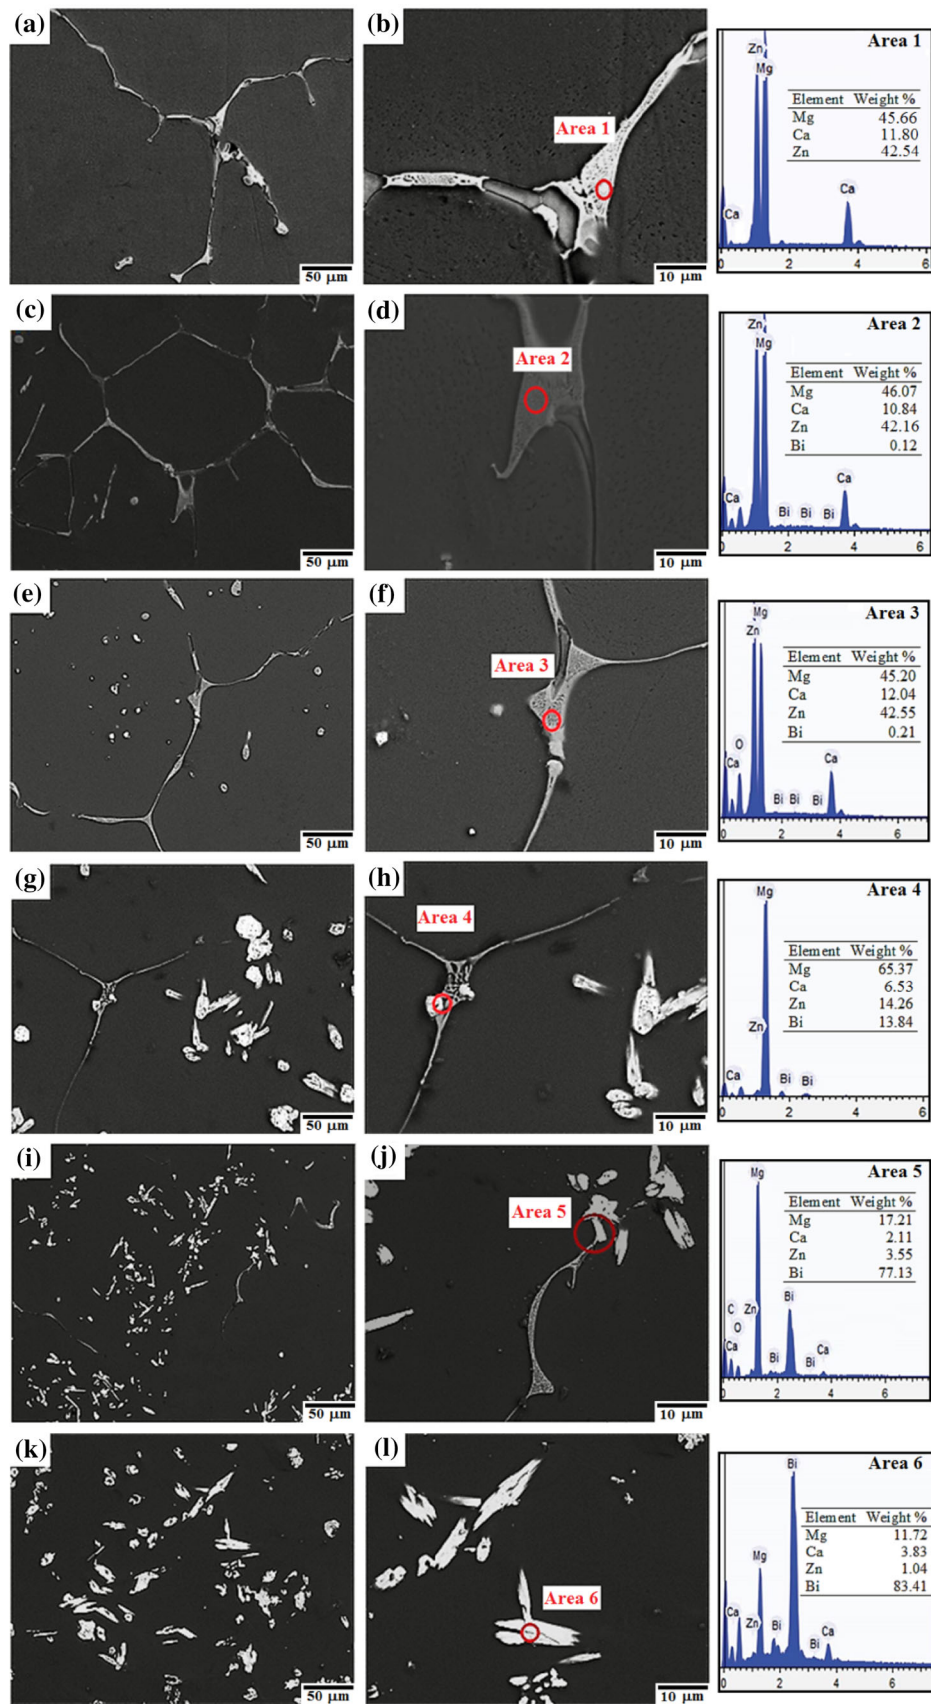 (a)
50 μm
(b)
Area 1
10 μm
Area 1
Zn
Mg
Element Weight %
Mg 45.66
Ca 11.80
Zn 42.54
Ca
Ca
0 2 4 6
(c)
50 μm
(d)
Area 2
10 μm
Area 2
Zn
Mg
Element Weight %
Mg 46.07
Ca 10.84
Zn 42.16
Bi 0.12
Ca
Ca
Bi Bi Bi
0 2 4 6
(e)
50 μm
(f)
Area 3
10 μm
Area 3
Mg
Zn
Element Weight %
Mg 45.20
Ca 12.04
Zn 42.55
Bi 0.21
O
Ca
Ca
Bi Bi Bi
0 2 4 6
(g)
50 μm
(h)
Area 4
10 μm
Area 4
Mg
Element Weight %
Mg 65.37
Ca 6.53
Zn 14.26
Bi 13.84
Zn
Ca
Bi Bi
0 2 4 6
(i)
50 μm
(j)
Area 5
10 μm
Area 5
Mg
Element Weight %
Mg 17.21
Ca 2.11
Zn 3.55
Bi 77.13
Bi
C Zn
O
Ca
Bi Bi Ca
0 2 4 6
(k)
50 μm
(l)
Area 6
10 μm
Area 6
Bi
Element Weight %
Mg 11.72
Ca 3.83
Zn 1.04
Bi 83.41
Mg
Ca Zn Bi Bi Ca
0 2 4 6